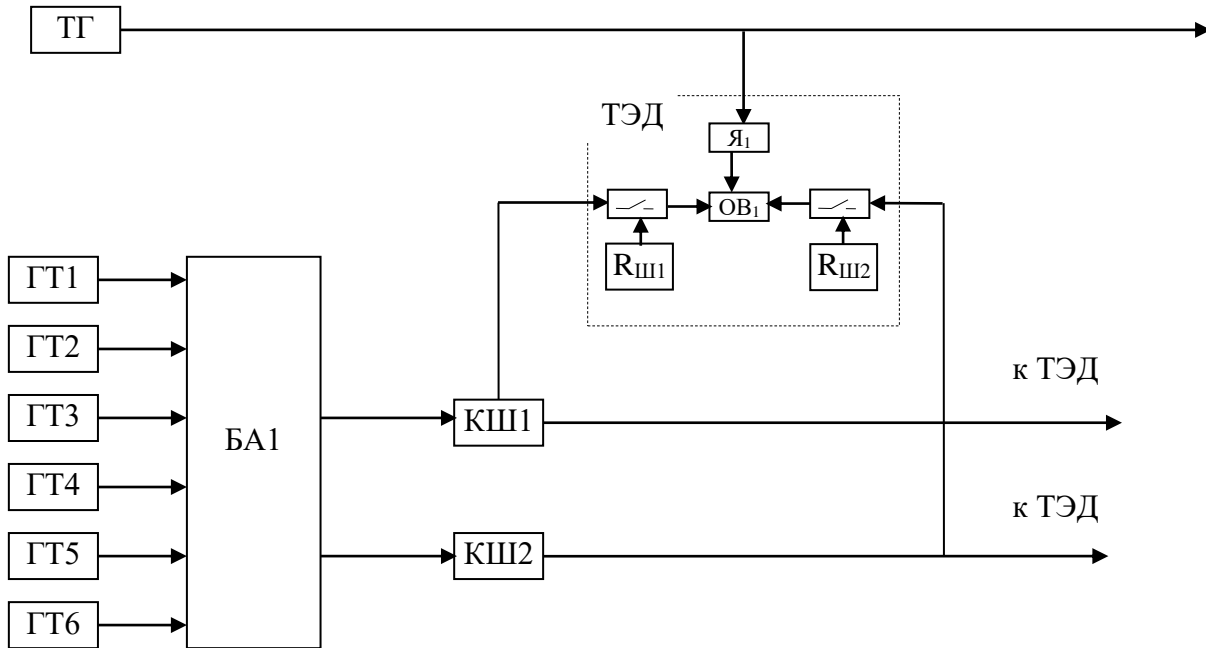 ТГ
ТЭД
Я₁
ОВ₁
RШ1
RШ2
ГТ1
ГТ2
ГТ3
ГТ4
ГТ5
ГТ6
БА1
КШ1
КШ2
к ТЭД
к ТЭД